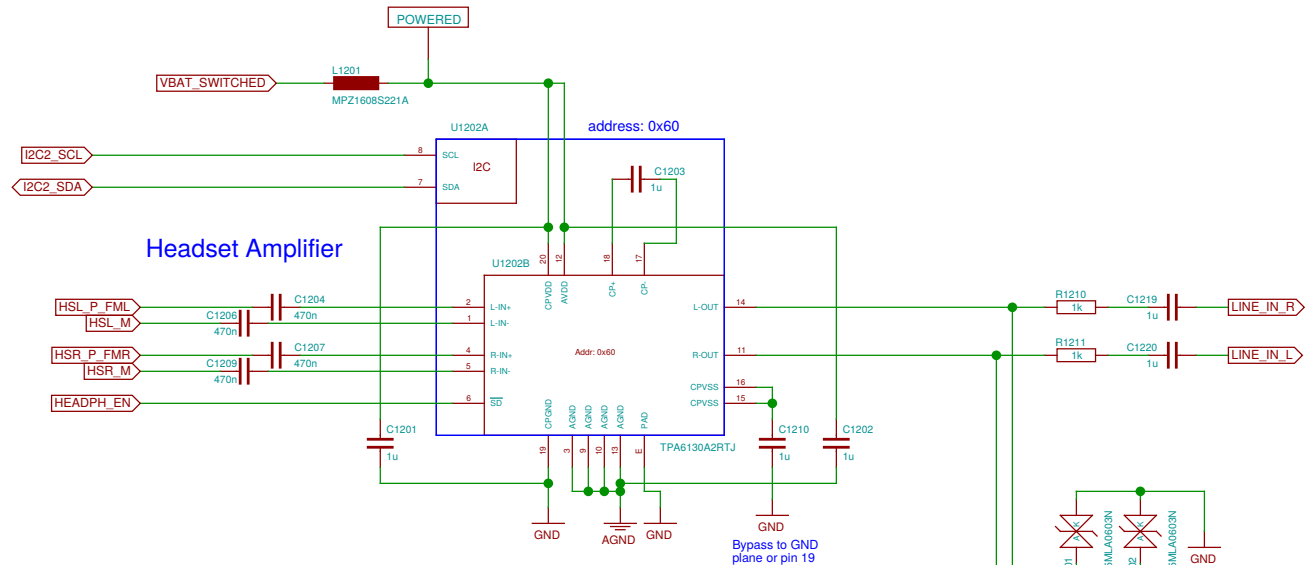 POWERED
L1201
VBAT_SWITCHED
MPZ1608S221A
U1202A
address: 0x60
I2C2_SCL
8
SCL
I2C
I2C2_SDA
7
SDA
C1203
1u
Headset Amplifier
U1202B
20
12
18
17
CPVDD
AVDD
CP+
CP-
HSL_P_FML
C1204
470n
2
L-IN+
HSL_M
C1206
470n
1
L-IN-
HSR_P_FMR
C1207
470n
4
R-IN+
HSR_M
C1209
470n
5
R-IN-
HEADPH_EN
6
SD
Addr: 0x60
L-OUT
14
R-OUT
11
CPVSS
16
CPVSS
15
R1210
1k
C1219
1u
LINE_IN_R
R1211
1k
C1220
1u
LINE_IN_L
CPGND
AGND
AGND
AGND
AGND
PAD
19
3
9
10
13
E
TPA6130A2RTJ
C1201
1u
C1210
1u
C1202
1u
GND
AGND
GND
GND
Bypass to GND
plane or pin 19
A
K
A
K
5MLA0603N
GND